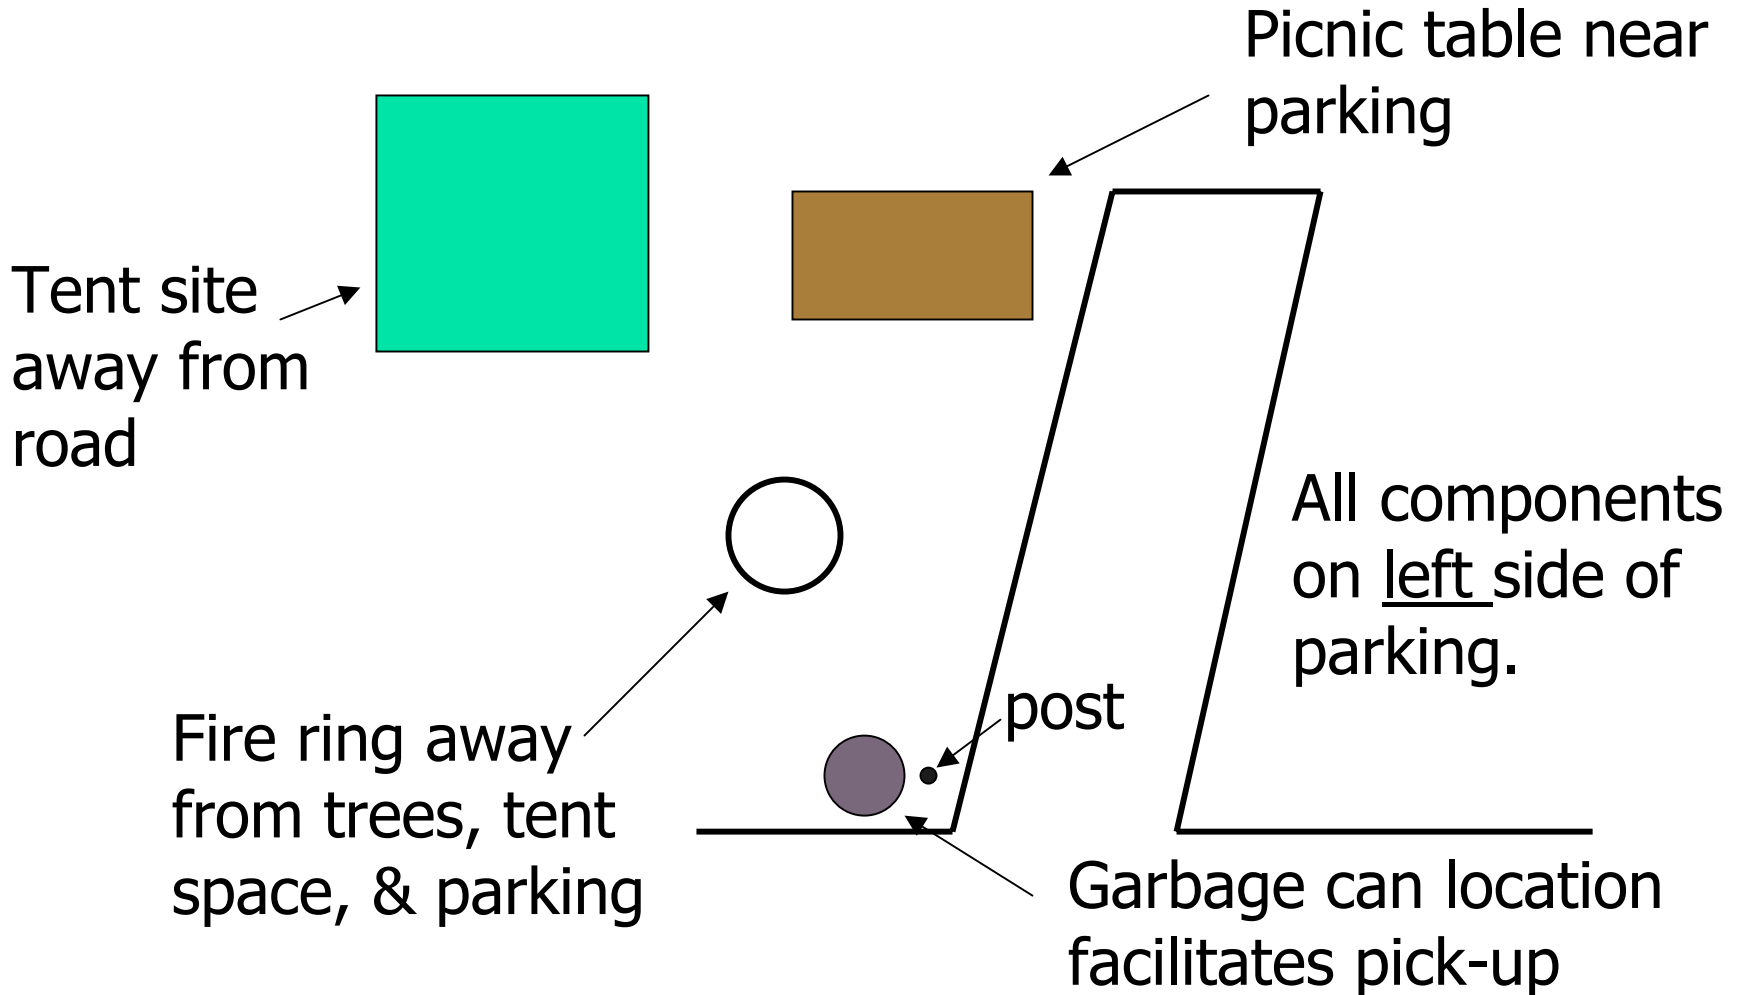 Picnic table near
parking
Tent site
away from
road
All components
on left side of
parking.
post
Fire ring away
from trees, tent
space, & parking
Garbage can location
facilitates pick-up